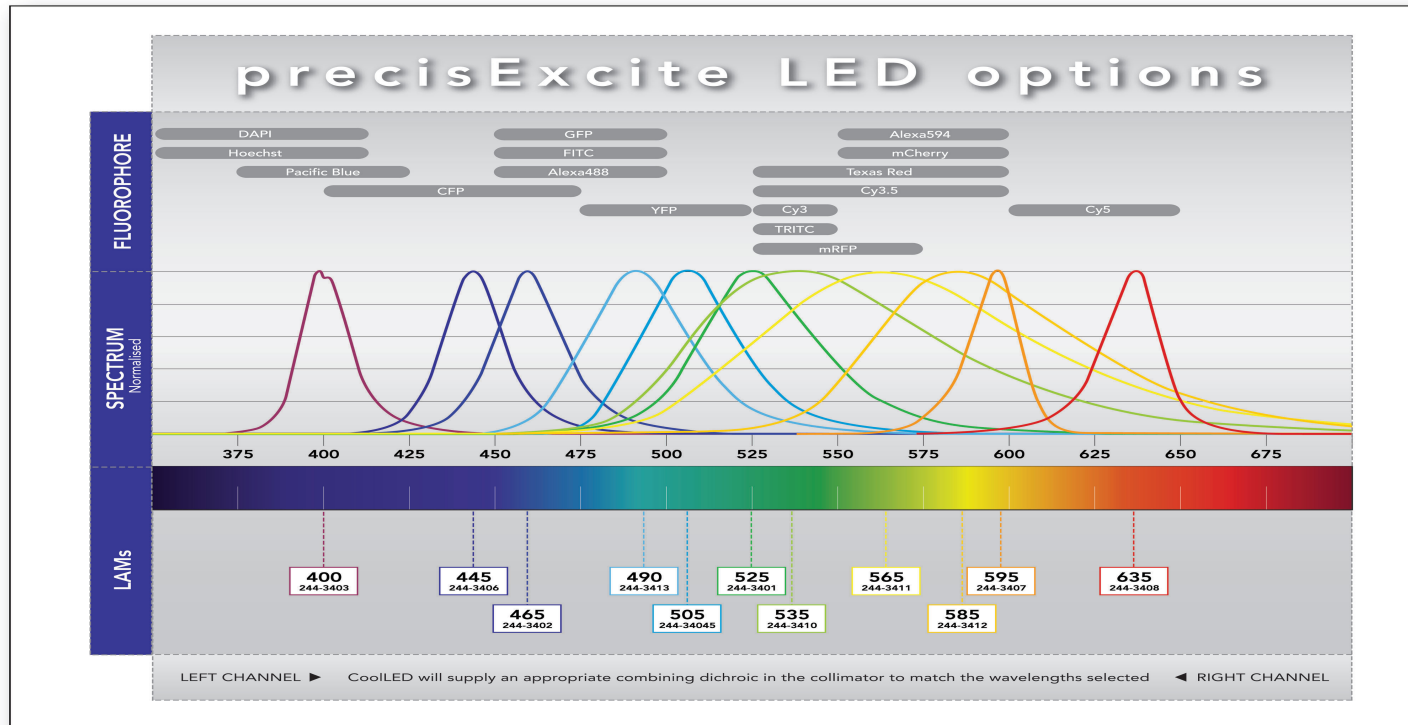 precisExcite LED options
FLUOROPHORE
DAPI GFP Alexa594
Hoechst FITC mCherry
Pacific Blue Alexa488 Texas Red
CFP Cy3.5
YFP Cy3 Cy5
TRITC
mRFP
SPECTRUM
Normalised
375 400 425 450 475 500 525 550 575 600 625 650 675
LAMs
400 445 490 525 565 595 635
244-3403 244-3406 244-3413 244-3401 244-3411 244-3407 244-3408
465 505 535 585
244-3402 244-34045 244-3410 244-3412
LEFT CHANNEL ► CoolLED will supply an appropriate combining dichroic in the collimator to match the wavelengths selected ◄ RIGHT CHANNEL